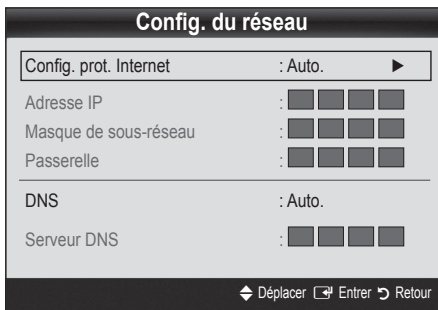 Config. du réseau
Config. prot. Internet : Auto. ►
Adresse IP :
Masque de sous-réseau :
Passerelle :
DNS : Auto.
Serveur DNS :
Déplacer Entrer Retour